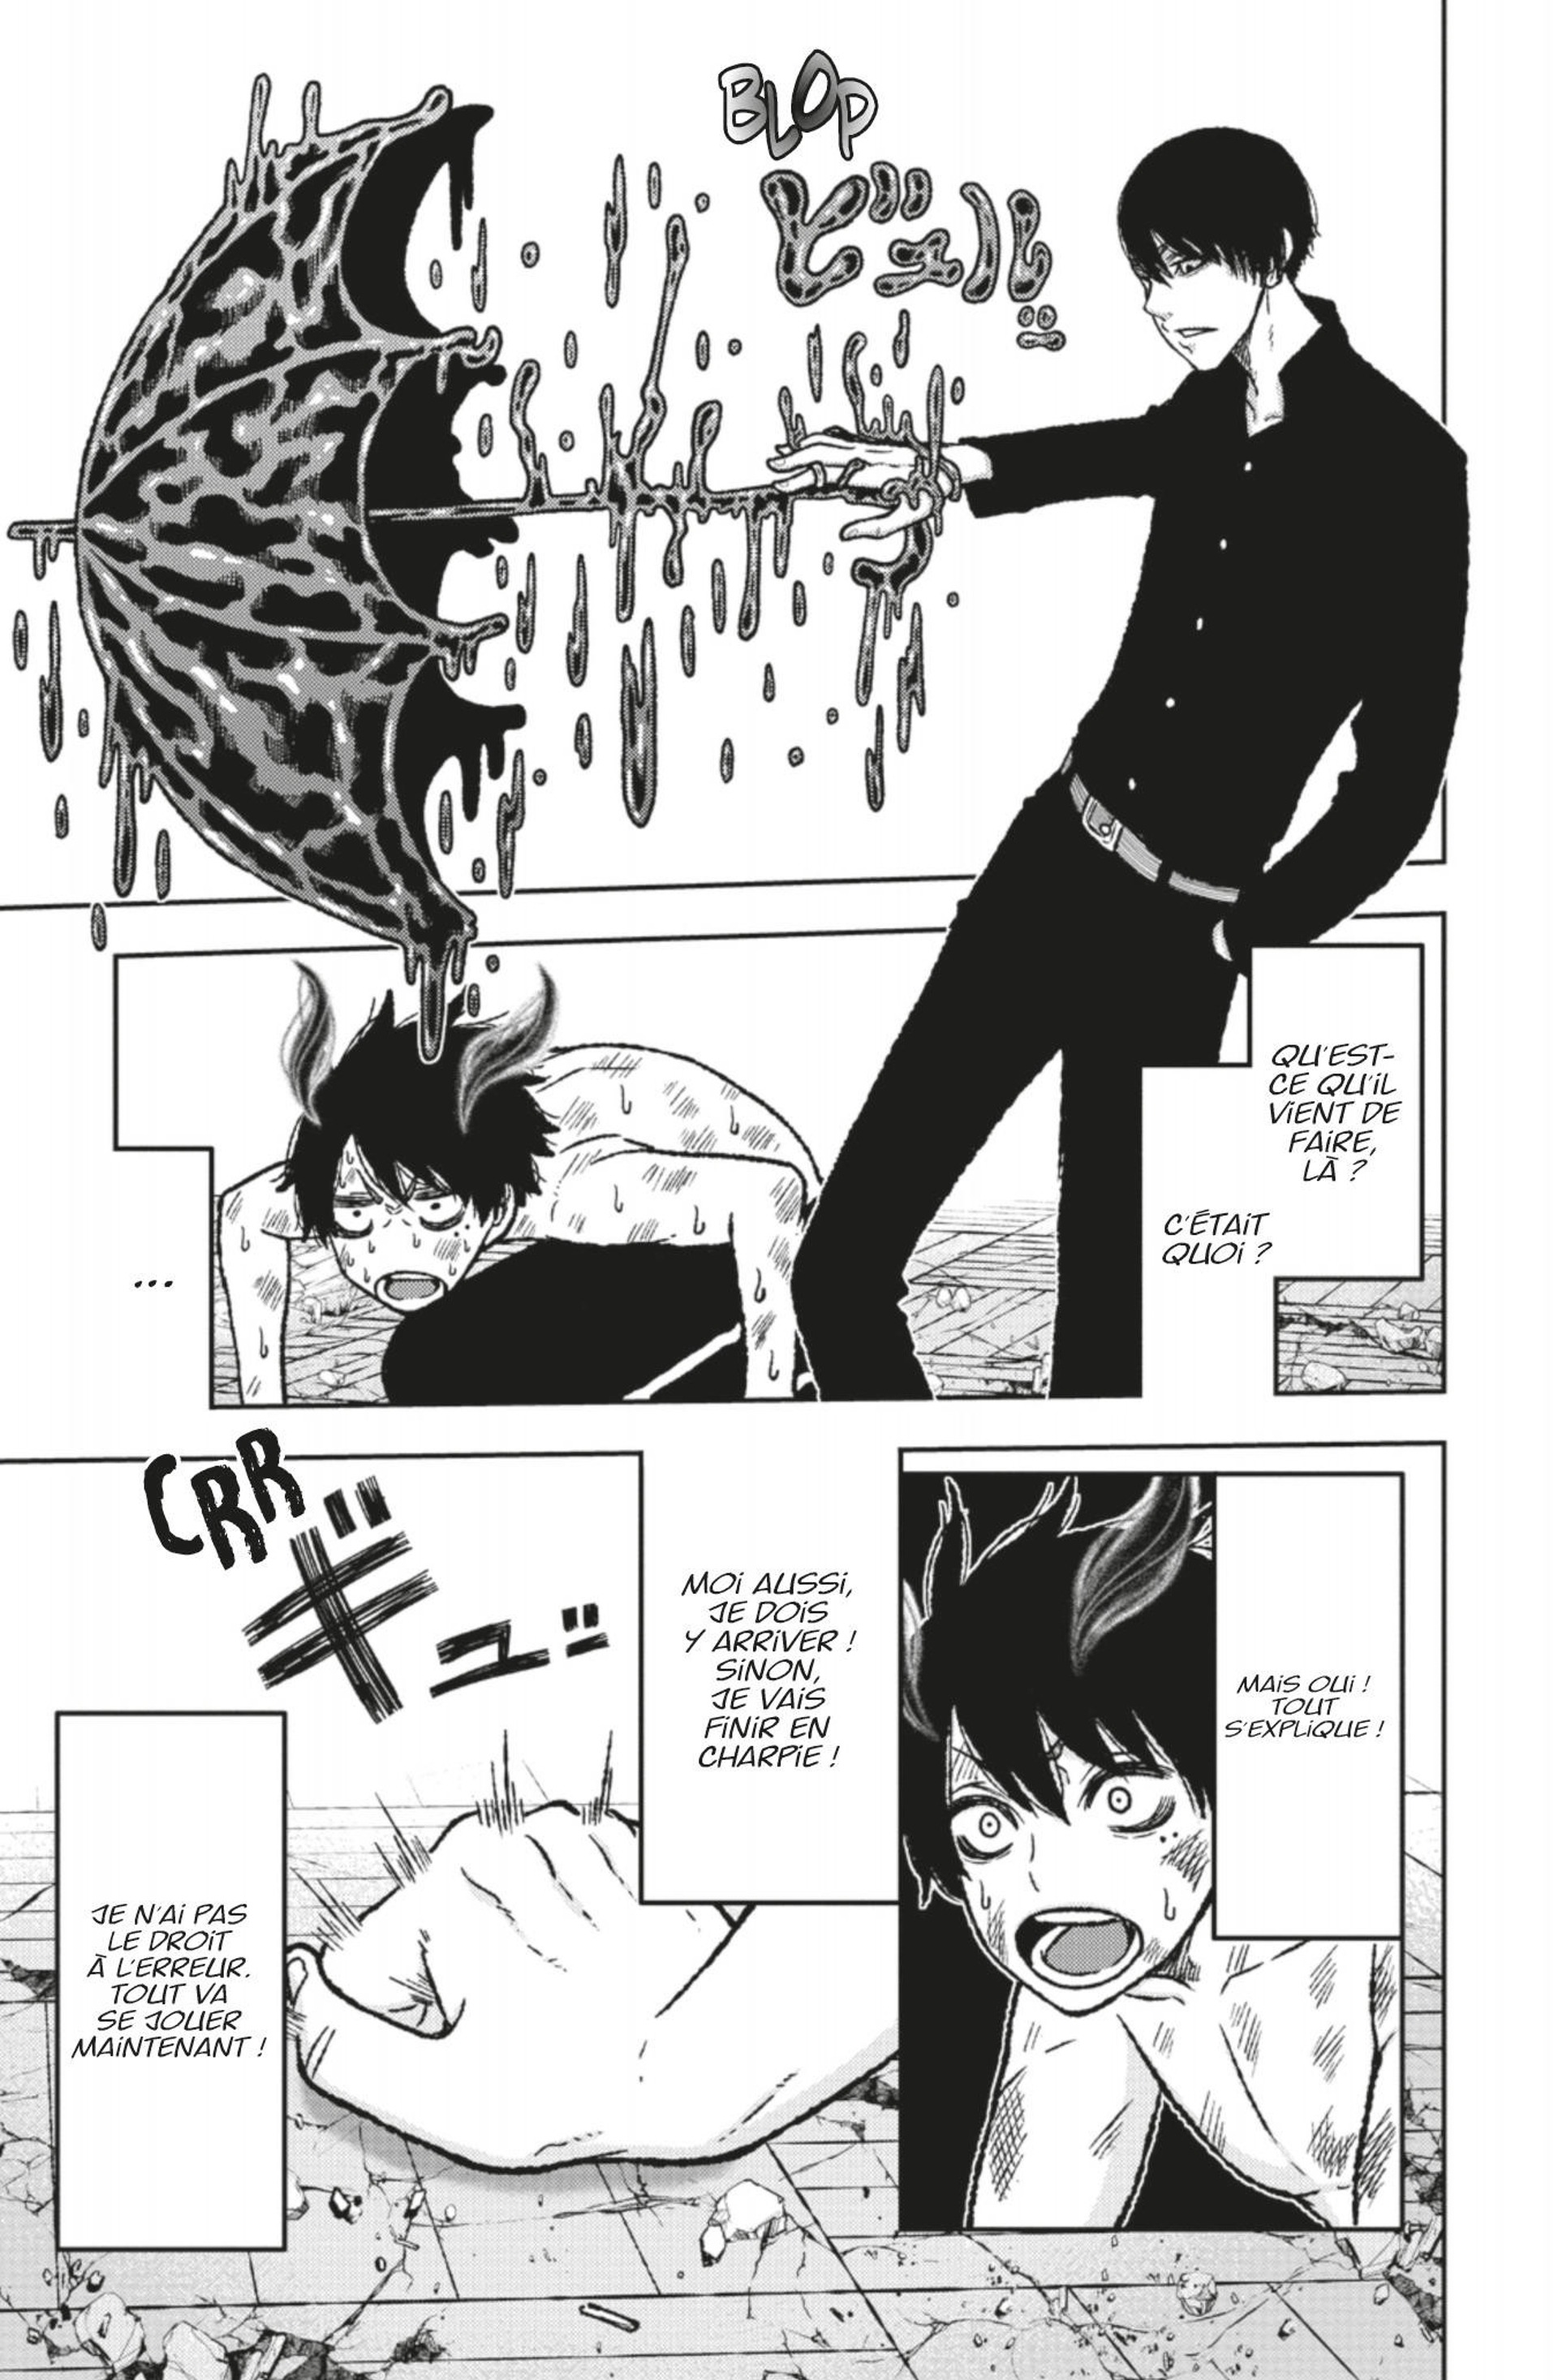 BLOP
ビュル
QU'EST-
CE QU'IL
VIENT DE
FAIRE,
LÀ ?
C'ÉTAIT
QUOI ?
...
MAIS OUI !
TOUT
S'EXPLIQUE !
MOI AUSSI,
JE DOIS
Y ARRIVER !
SINON,
JE VAIS
FINIR EN
CHARPIE !
CRR
ギュ
JE N'AI PAS
LE DROIT
À L'ERREUR.
TOUT VA
SE JOUER
MAINTENANT !